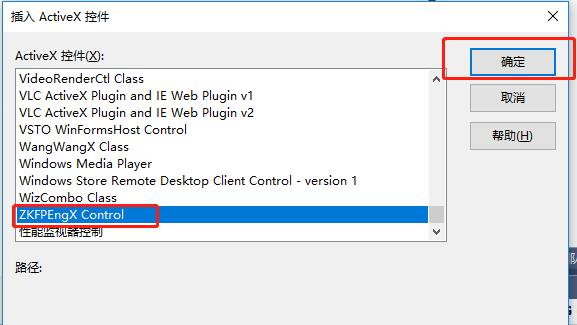 插入 ActiveX 控件
ActiveX 控件(X):
VideoRenderCtl Class
VLC ActiveX Plugin and IE Web Plugin v1
VLC ActiveX Plugin and IE Web Plugin v2
VSTO WinFormsHost Control
WangWangX Class
Windows Media Player
Windows Store Remote Desktop Client Control - version 1
WizCombo Class
ZKFPEngX Control
性能监视器控制
确定
取消
帮助(H)
路径: